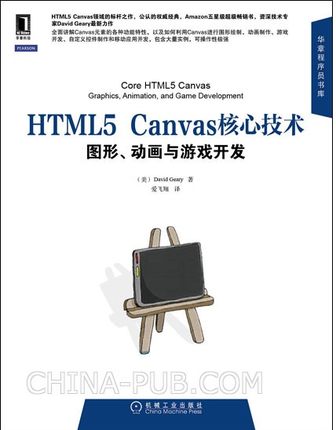 HTML5 Canvas领域的标杆之作，公认的权威经典，Amazon五星级超级畅销书，资深技术专
家David Geary最新力作
全面讲解Canvas元素的各种功能特性，以及如何利用Canvas进行图形绘制、动画制作、游戏
开发、自定义控件制作和移动应用开发，包含大量实例，可操作性极强
华章科技
PEARSON
华章程序员书库
Core HTML5 Canvas
Graphics, Animation, and Game Development
HTML5 Canvas核心技术
图形、动画与游戏开发
（美）David Geary 著
爱飞翔 译
CHINA-PUB.COM
机械工业出版社
China Machine Press